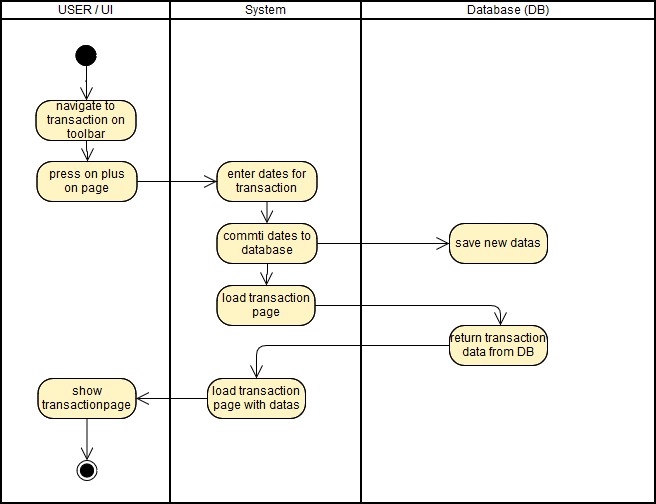 USER / UI
System
Database (DB)
navigate to
transaction on
toolbar
press on plus
on page
enter dates for
transaction
commti dates to
database
save new datas
load transaction
page
return transaction
data from DB
show
transactionpage
load transaction
page with datas